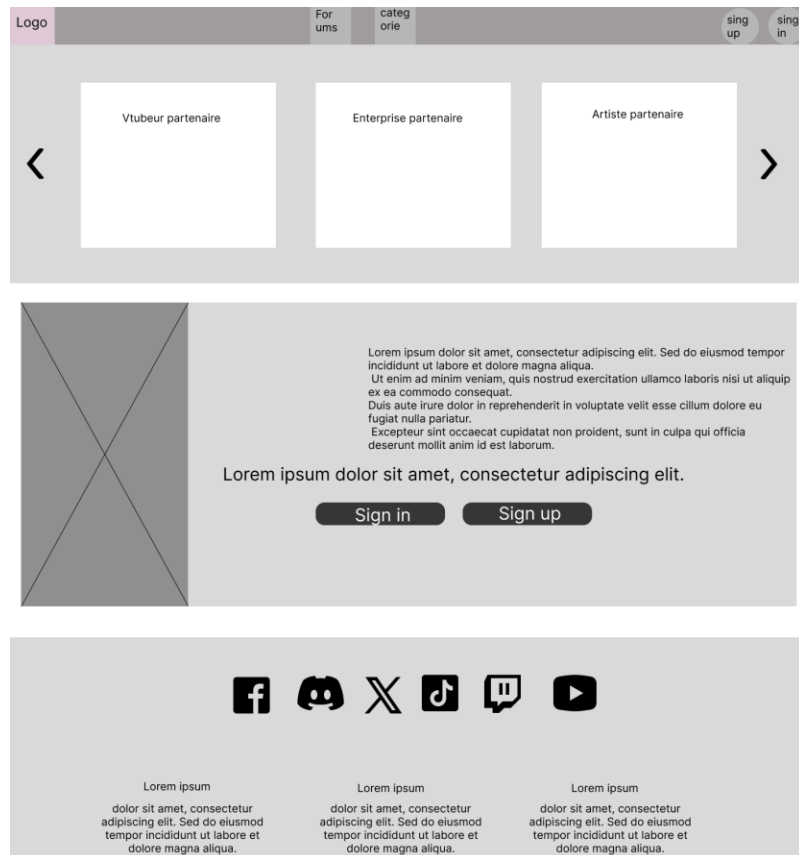 Logo
For
ums
categ
orie
sing
up
sing
in
Vtubeur partenaire
Enterprise partenaire
Artiste partenaire
Lorem ipsum dolor sit amet, consectetur adipiscing elit. Sed do eiusmod tempor
incididunt ut labore et dolore magna aliqua.
Ut enim ad minim veniam, quis nostrud exercitation ullamco laboris nisi ut aliquip
ex ea commodo consequat.
Duis aute irure dolor in reprehenderit in voluptate velit esse cillum dolore eu
fugiat nulla pariatur.
Excepteur sint occaecat cupidatat non proident, sunt in culpa qui officia
deserunt mollit anim id est laborum.
Lorem ipsum dolor sit amet, consectetur adipiscing elit.
Sign in
Sign up
Lorem ipsum
dolor sit amet, consectetur
adipiscing elit. Sed do eiusmod
tempor incididunt ut labore et
dolore magna aliqua.
Lorem ipsum
dolor sit amet, consectetur
adipiscing elit. Sed do eiusmod
tempor incididunt ut labore et
dolore magna aliqua.
Lorem ipsum
dolor sit amet, consectetur
adipiscing elit. Sed do eiusmod
tempor incididunt ut labore et
dolore magna aliqua.